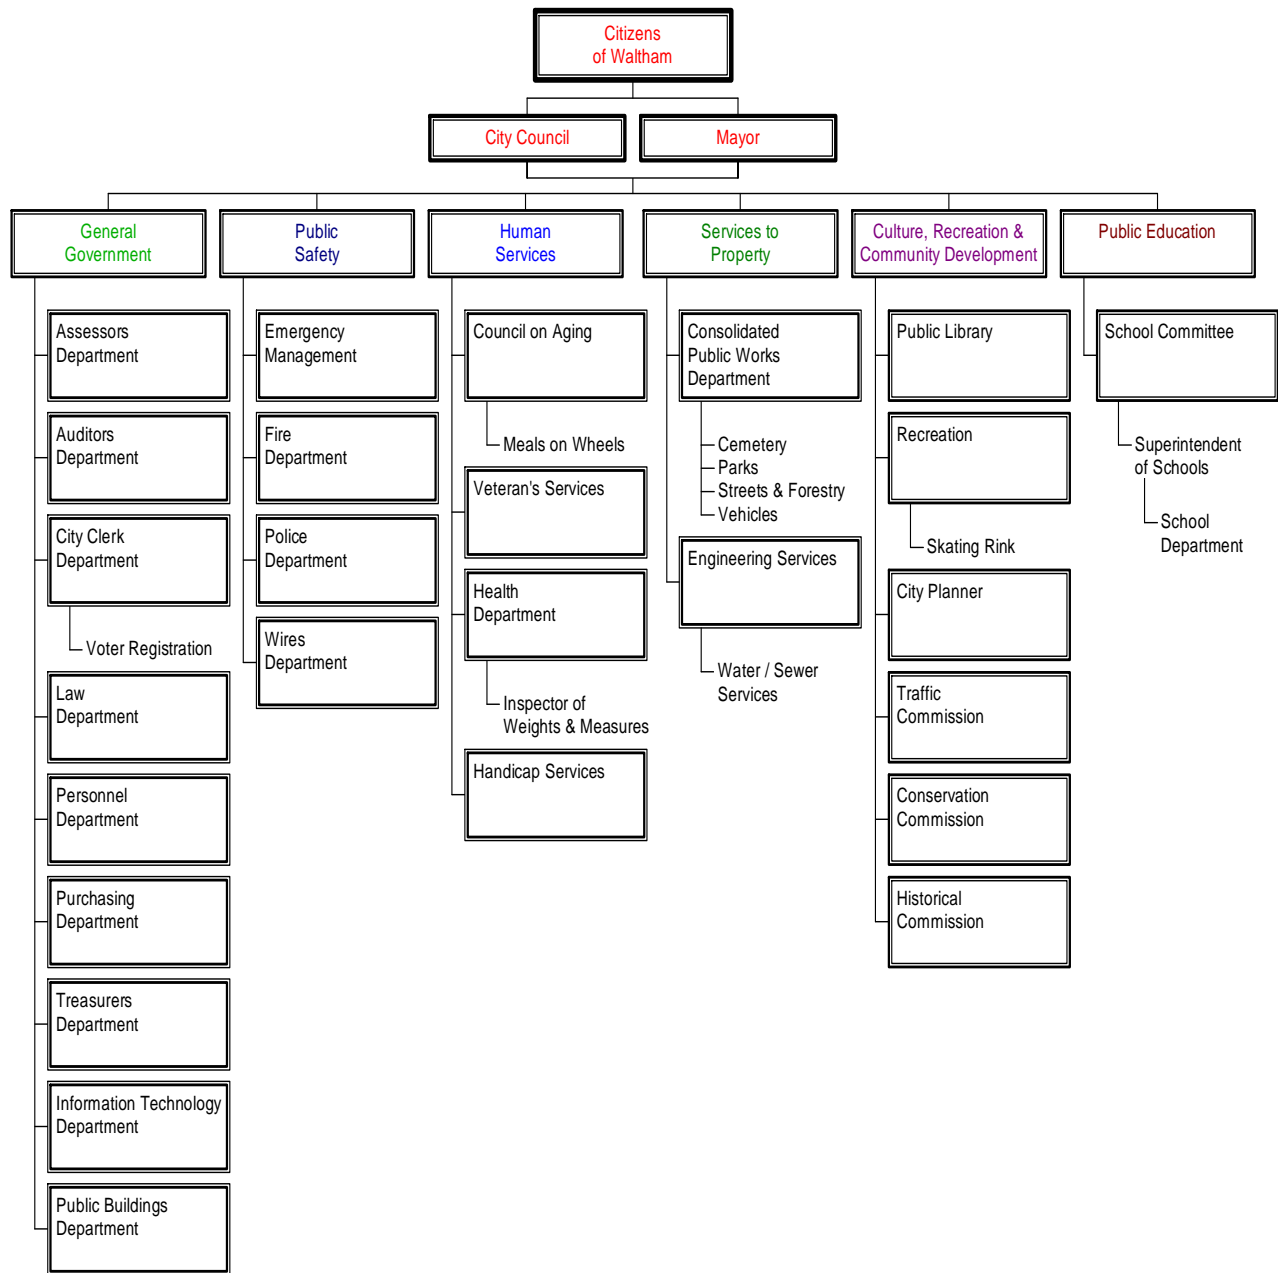 Citizens
of Waltham
City Council
Mayor
General
Government
Public
Safety
Human
Services
Services to
Property
Culture, Recreation &
Community Development
Public Education
Assessors
Department
Auditors
Department
City Clerk
Department
Voter Registration
Law
Department
Personnel
Department
Purchasing
Department
Treasurers
Department
Information Technology
Department
Public Buildings
Department
Emergency
Management
Fire
Department
Police
Department
Wires
Department
Council on Aging
Meals on Wheels
Veteran's Services
Health
Department
Inspector of
Weights & Measures
Handicap Services
Consolidated
Public Works
Department
Cemetery
Parks
Streets & Forestry
Vehicles
Engineering Services
Water / Sewer
Services
Public Library
Recreation
Skating Rink
City Planner
Traffic
Commission
Conservation
Commission
Historical
Commission
School Committee
Superintendent
of Schools
School
Department